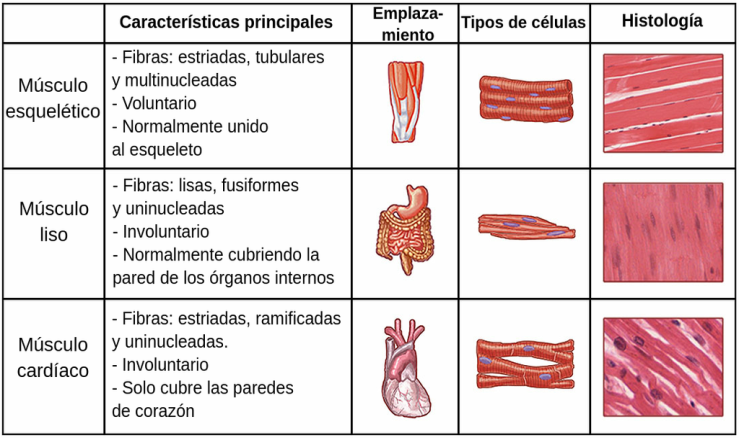 Características principales
Emplaza-
miento
Tipos de células
Histología
Músculo
esquelético
- Fibras: estriadas, tubulares
y multinucleadas
- Voluntario
- Normalmente unido
al esqueleto
Músculo
liso
- Fibras: lisas, fusiformes
y uninucleadas
- Involuntario
- Normalmente cubriendo la
pared de los órganos internos
Músculo
cardíaco
- Fibras: estriadas, ramificadas
y uninucleadas.
- Involuntario
- Solo cubre las paredes
de corazón